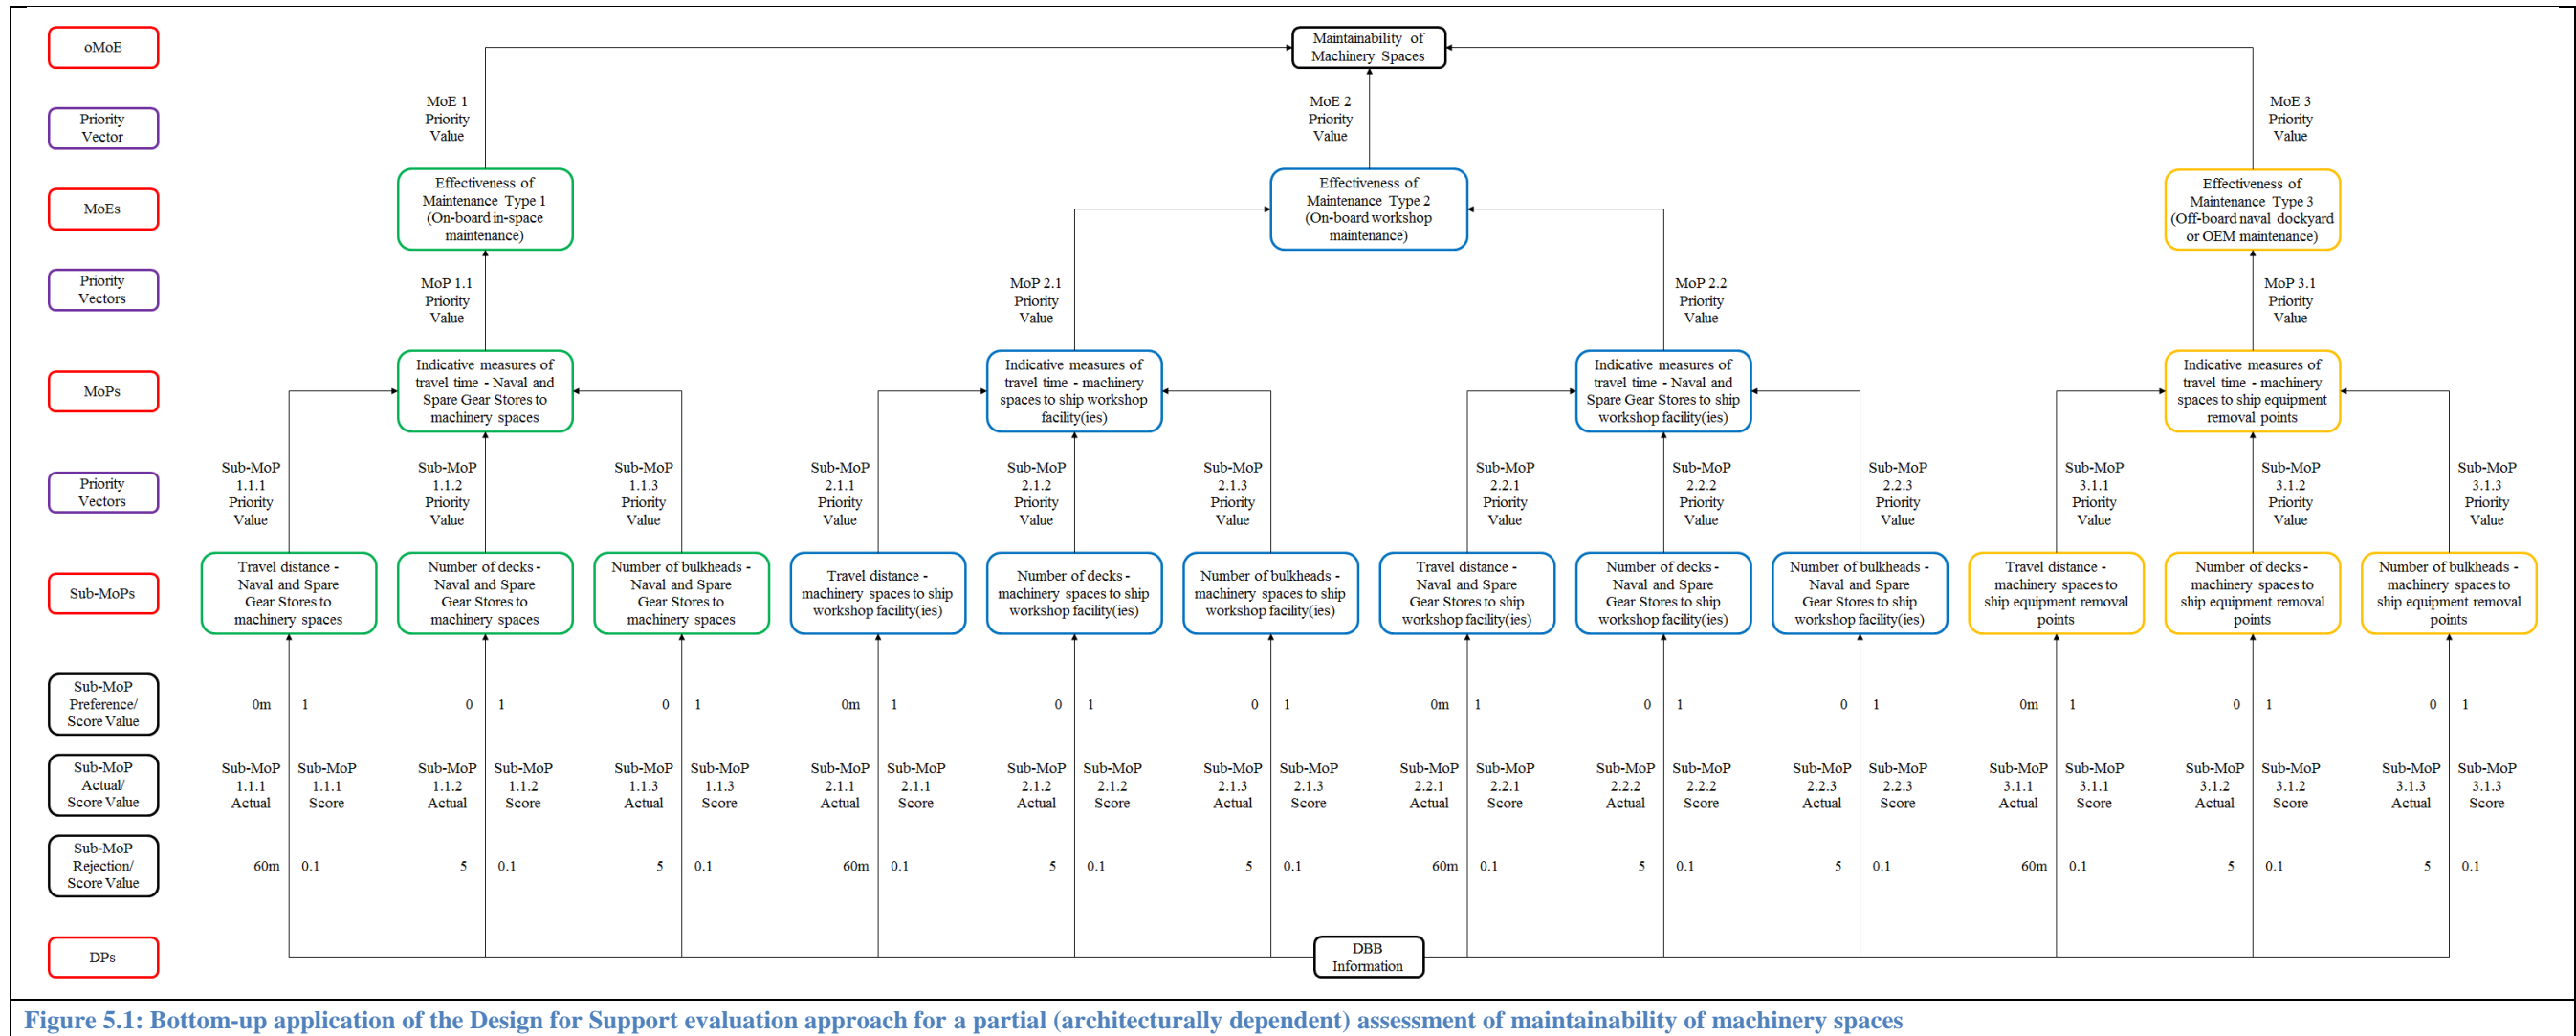 oMoE
Maintainability of
Machinery Spaces
Priority
Vector
MoE 1
Priority
Value
MoE 2
Priority
Value
MoE 3
Priority
Value
MoEs
Effectiveness of
Maintenance Type 1
(On-board in-space
maintenance)
Effectiveness of
Maintenance Type 2
(On-board workshop
maintenance)
Effectiveness of
Maintenance Type 3
(Off-board naval dockyard
or OEM maintenance)
Priority
Vectors
MoP 1.1
Priority
Value
MoP 2.1
Priority
Value
MoP 2.2
Priority
Value
MoP 3.1
Priority
Value
MoPs
Indicative measures of
travel time - Naval and
Spare Gear Stores to
machinery spaces
Indicative measures of
travel time - machinery
spaces to ship workshop
facility(ies)
Indicative measures of
travel time - Naval and
Spare Gear Stores to ship
workshop facility(ies)
Indicative measures of
travel time - machinery
spaces to ship equipment
removal points
Priority
Vectors
Sub-MoP
1.1.1
Priority
Value
Sub-MoP
1.1.2
Priority
Value
Sub-MoP
1.1.3
Priority
Value
Sub-MoP
2.1.1
Priority
Value
Sub-MoP
2.1.2
Priority
Value
Sub-MoP
2.1.3
Priority
Value
Sub-MoP
2.2.1
Priority
Value
Sub-MoP
2.2.2
Priority
Value
Sub-MoP
2.2.3
Priority
Value
Sub-MoP
3.1.1
Priority
Value
Sub-MoP
3.1.2
Priority
Value
Sub-MoP
3.1.3
Priority
Value
Sub-MoPs
Travel distance -
Naval and Spare
Gear Stores to
machinery spaces
Number of decks -
Naval and Spare
Gear Stores to
machinery spaces
Number of bulkheads -
Naval and Spare
Gear Stores to
machinery spaces
Travel distance -
machinery spaces to ship
workshop facility(ies)
Number of decks -
machinery spaces to ship
workshop facility(ies)
Number of bulkheads -
machinery spaces to ship
workshop facility(ies)
Travel distance -
Naval and Spare
Gear Stores to ship
workshop facility(ies)
Number of decks -
Naval and Spare
Gear Stores to ship
workshop facility(ies)
Number of bulkheads -
Naval and Spare
Gear Stores to ship
workshop facility(ies)
Travel distance -
machinery spaces to
ship equipment removal
points
Number of decks -
machinery spaces to
ship equipment removal
points
Number of bulkheads -
machinery spaces to
ship equipment removal
points
Sub-MoP
Preference/
Score Value
0m 1
0 1
0 1
0m 1
0 1
0 1
0m 1
0 1
0 1
0m 1
0 1
0 1
Sub-MoP
Actual/
Score Value
Sub-MoP
1.1.1
Actual
Sub-MoP
1.1.1
Score
Sub-MoP
1.1.2
Actual
Sub-MoP
1.1.2
Score
Sub-MoP
1.1.3
Actual
Sub-MoP
1.1.3
Score
Sub-MoP
2.1.1
Actual
Sub-MoP
2.1.1
Score
Sub-MoP
2.1.2
Actual
Sub-MoP
2.1.2
Score
Sub-MoP
2.1.3
Actual
Sub-MoP
2.1.3
Score
Sub-MoP
2.2.1
Actual
Sub-MoP
2.2.1
Score
Sub-MoP
2.2.2
Actual
Sub-MoP
2.2.2
Score
Sub-MoP
2.2.3
Actual
Sub-MoP
2.2.3
Score
Sub-MoP
3.1.1
Actual
Sub-MoP
3.1.1
Score
Sub-MoP
3.1.2
Actual
Sub-MoP
3.1.2
Score
Sub-MoP
3.1.3
Actual
Sub-MoP
3.1.3
Score
Sub-MoP
Rejection/
Score Value
60m 0.1
5 0.1
5 0.1
60m 0.1
5 0.1
5 0.1
60m 0.1
5 0.1
5 0.1
60m 0.1
5 0.1
5 0.1
DPs
DBB
Information
Figure 5.1: Bottom-up application of the Design for Support evaluation approach for a partial (architecturally dependent) assessment of maintainability of machinery spaces